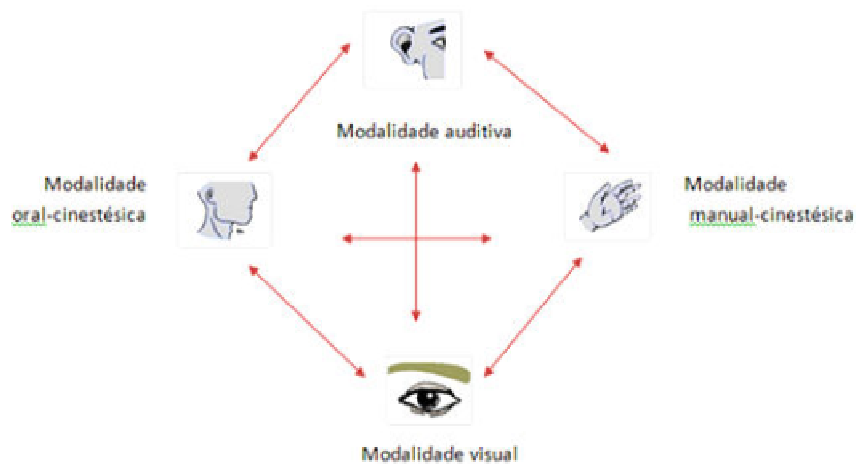 Modalidade auditiva
Modalidade
oral-cinestésica
Modalidade
manual-cinestésica
Modalidade visual